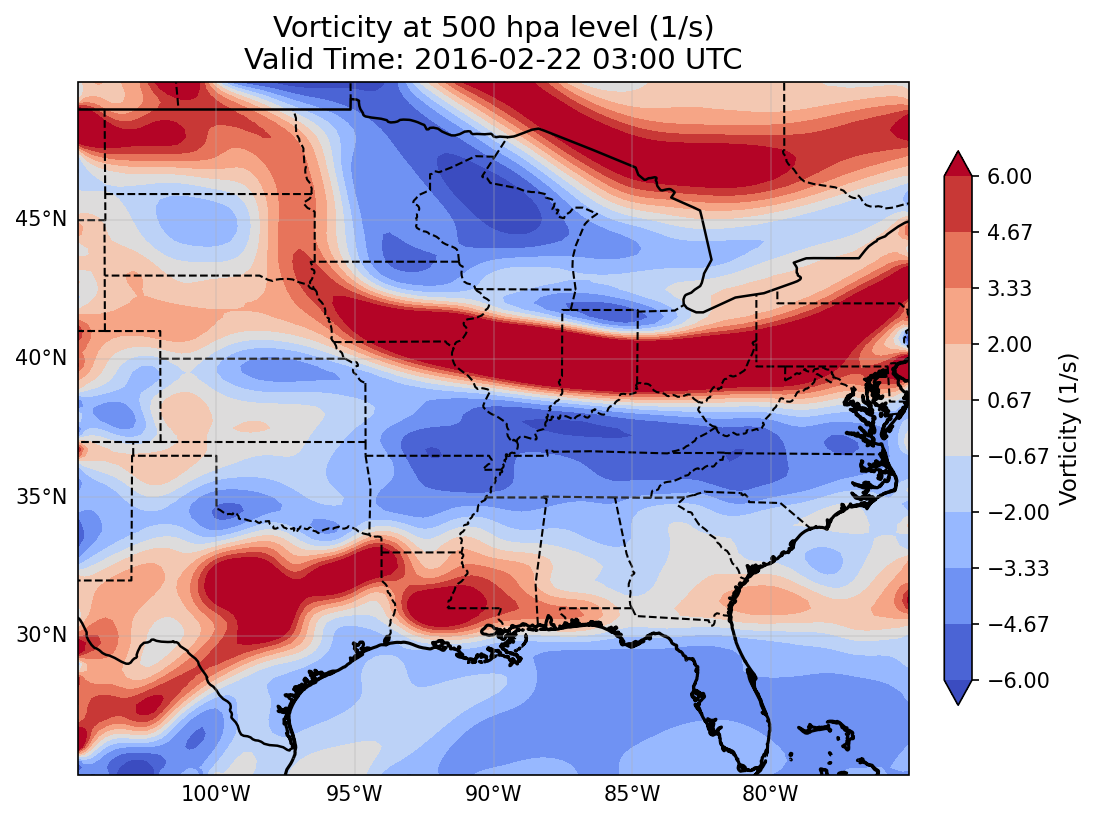 Vorticity at 500 hpa level (1/s)
Valid Time: 2016-02-22 03:00 UTC
45°N
40°N
35°N
30°N
100°W
95°W
90°W
85°W
80°W
6.00
4.67
3.33
2.00
0.67
−0.67
−2.00
−3.33
−4.67
−6.00
Vorticity (1/s)